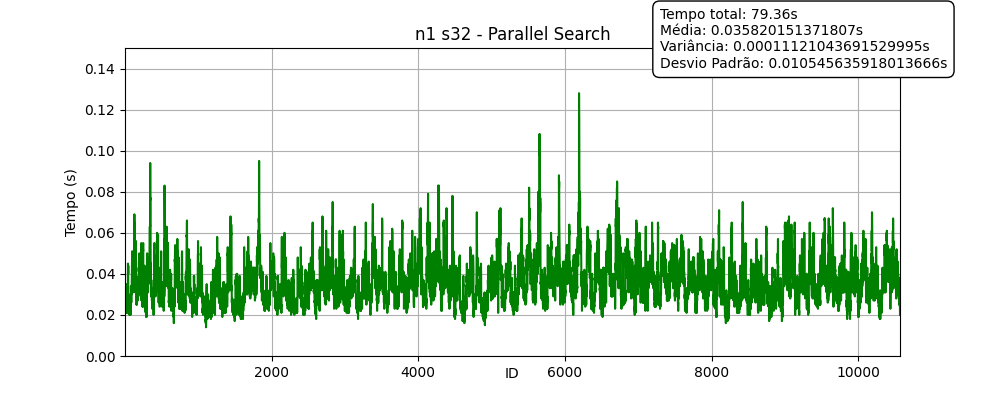 n1 s32 - Parallel Search
Tempo total: 79.36s
Média: 0.035820151371807s
Variância: 0.00011121043691529995s
Desvio Padrão: 0.010545635918013666s
Tempo (s)
0.14
0.12
0.10
0.08
0.06
0.04
0.02
0.00
2000
4000
6000
8000
10000
ID